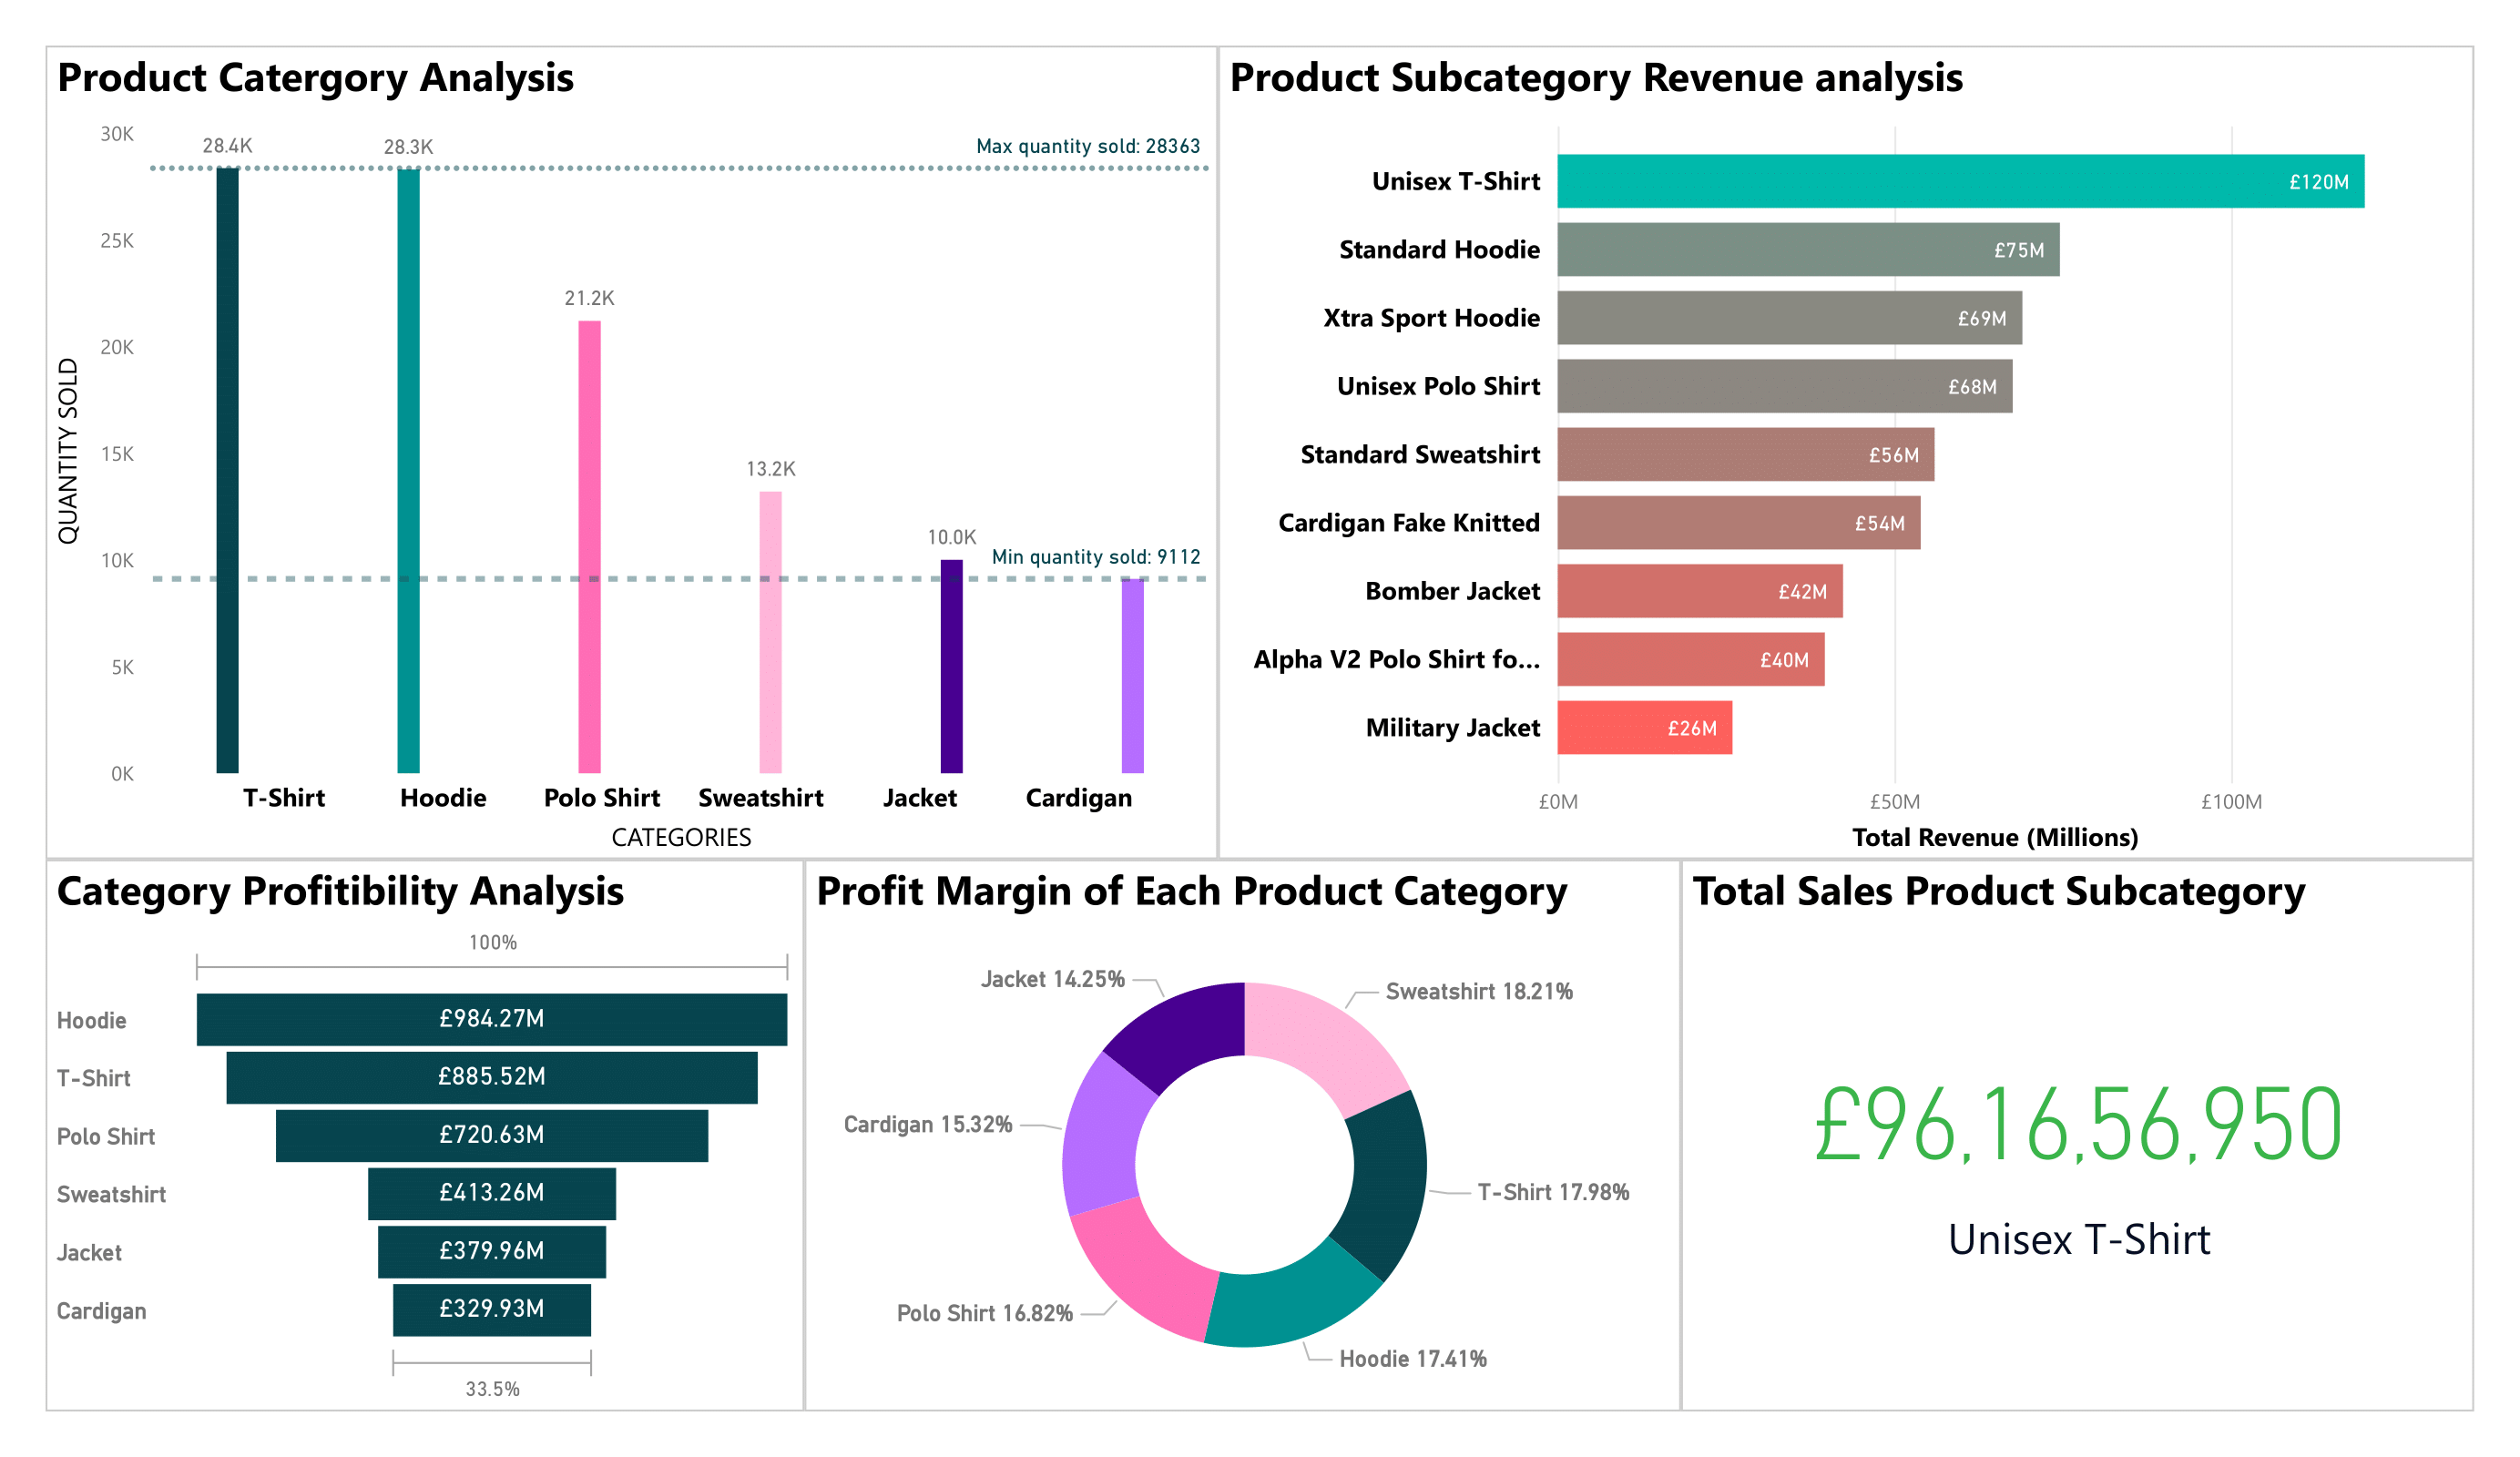 Product Catergory Analysis
30K
25K
20K
15K
10K
5K
0K
QUANTITY SOLD
28.4K
28.3K
21.2K
13.2K
10.0K
Max quantity sold: 28363
Min quantity sold: 9112
T-Shirt
Hoodie
Polo Shirt
Sweatshirt
Jacket
Cardigan
CATEGORIES
Product Subcategory Revenue analysis
Unisex T-Shirt £120M
Standard Hoodie £75M
Xtra Sport Hoodie £69M
Unisex Polo Shirt £68M
Standard Sweatshirt £56M
Cardigan Fake Knitted £54M
Bomber Jacket £42M
Alpha V2 Polo Shirt fo... £40M
Military Jacket £26M
£0M £50M £100M
Total Revenue (Millions)
Category Profitibility Analysis
100%
Hoodie £984.27M
T-Shirt £885.52M
Polo Shirt £720.63M
Sweatshirt £413.26M
Jacket £379.96M
Cardigan £329.93M
33.5%
Profit Margin of Each Product Category
Jacket 14.25%
Sweatshirt 18.21%
Cardigan 15.32%
T-Shirt 17.98%
Polo Shirt 16.82%
Hoodie 17.41%
Total Sales Product Subcategory
£96,16,56,950
Unisex T-Shirt